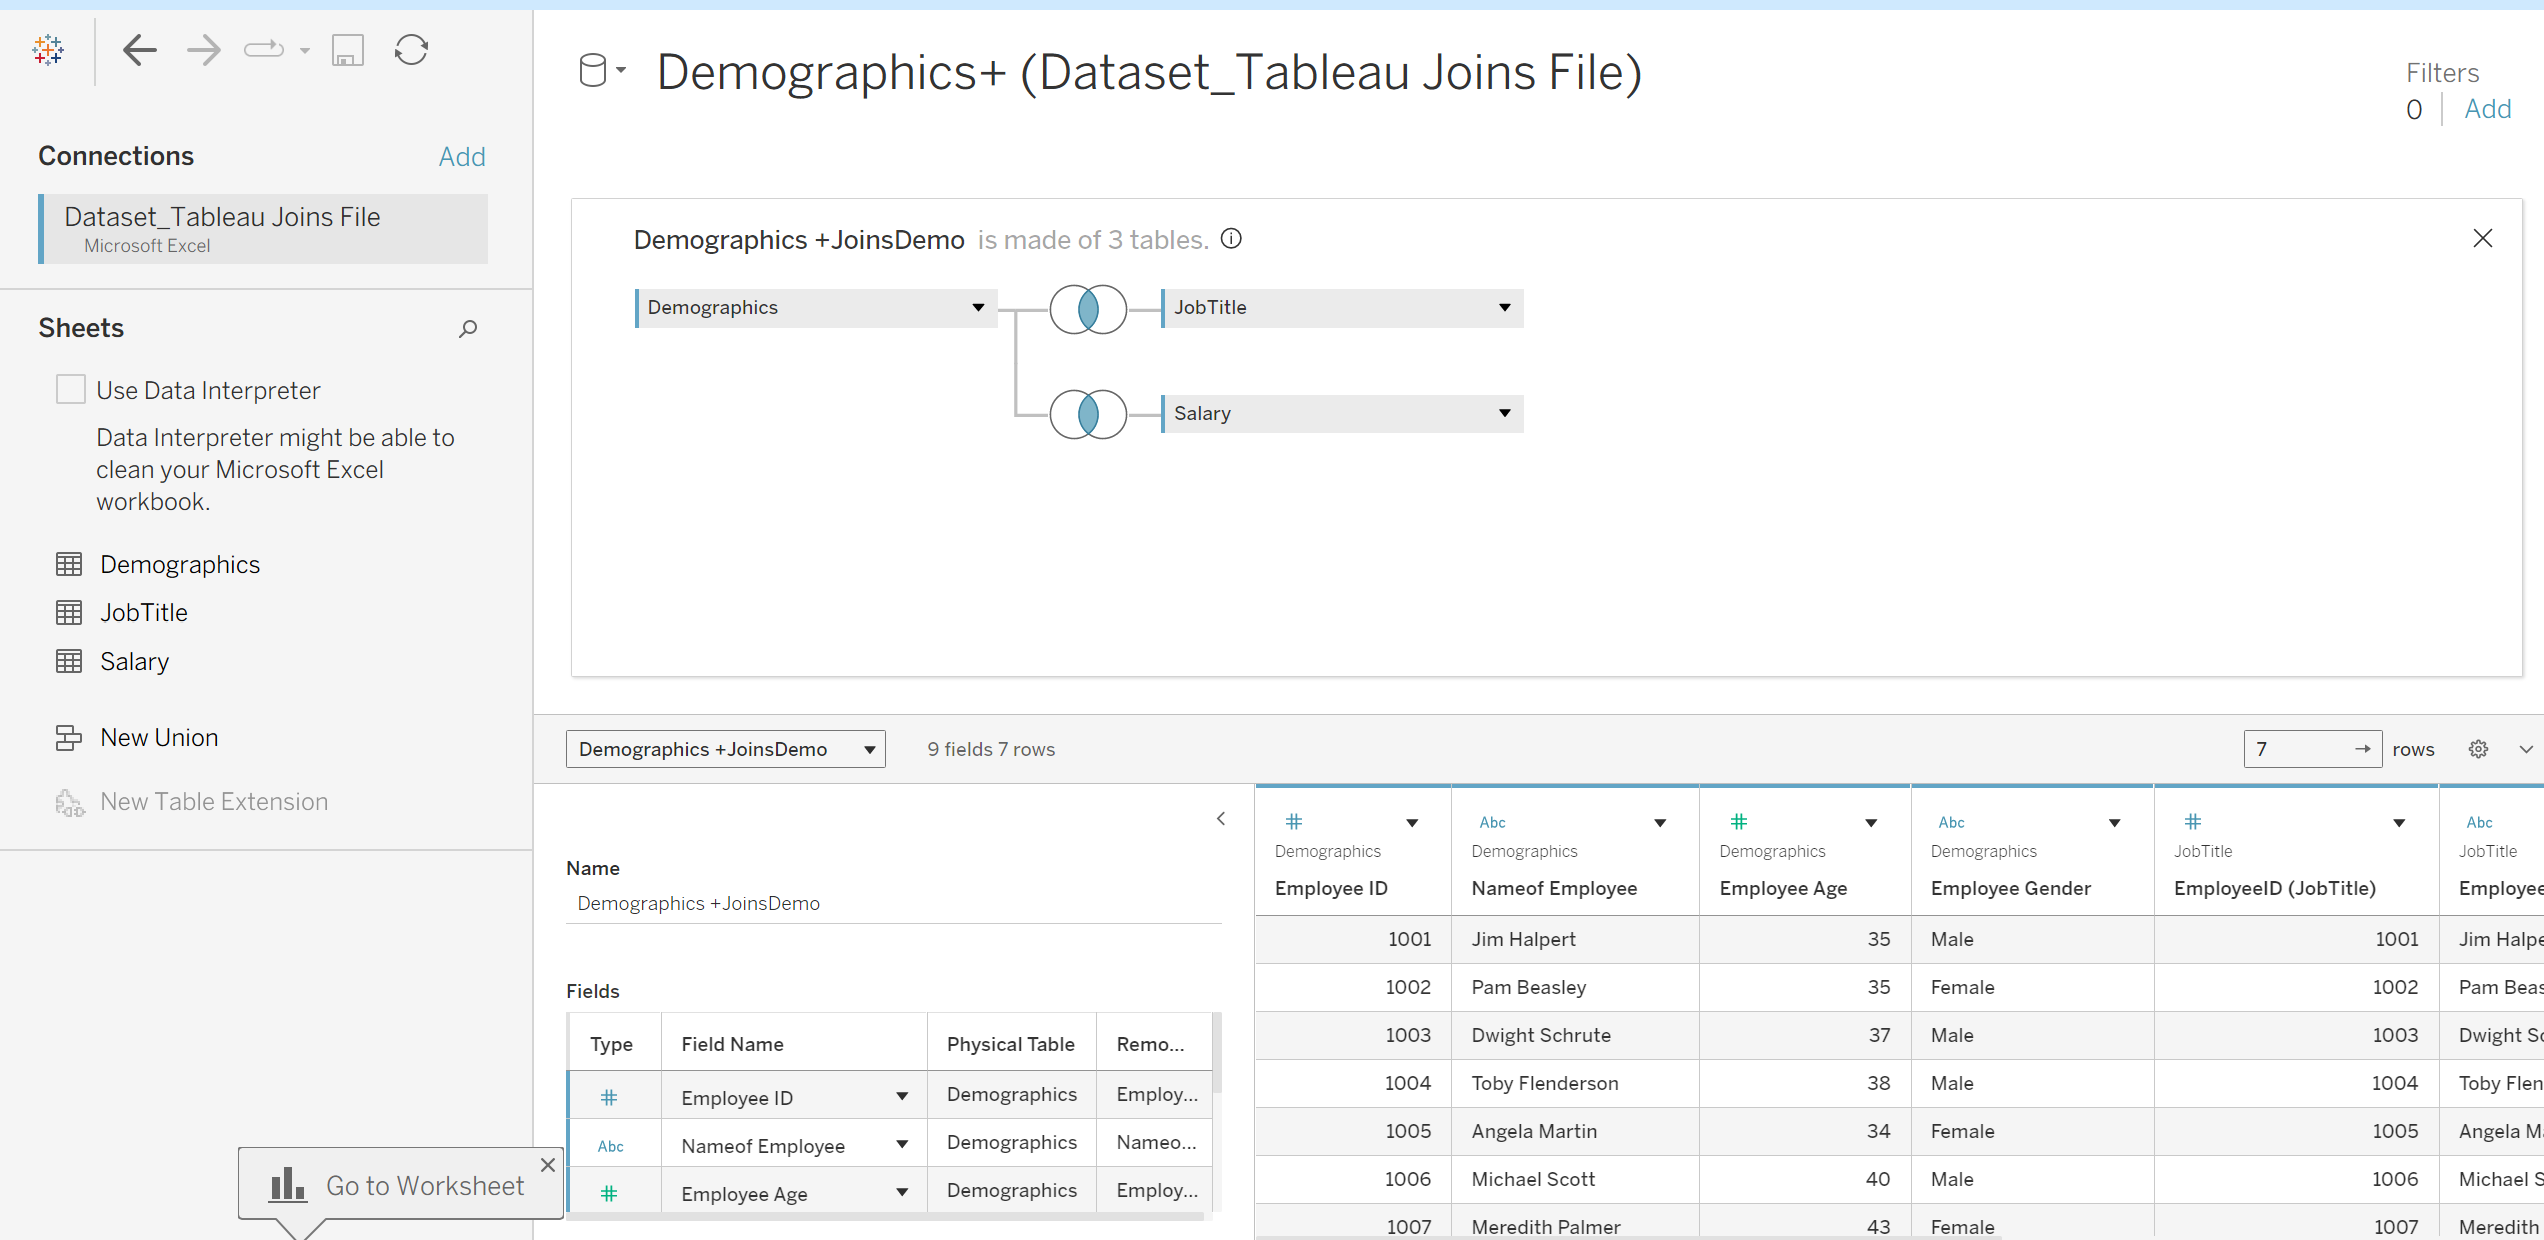 Demographics+ (Dataset_Tableau Joins File)
Filters
0 Add
Connections Add
Dataset_Tableau Joins File
Microsoft Excel
Sheets
Use Data Interpreter
Data Interpreter might be able to
clean your Microsoft Excel
workbook.
Demographics
JobTitle
Salary
New Union
New Table Extension
Go to Worksheet
Demographics +JoinsDemo is made of 3 tables.
Demographics JobTitle
Salary
Demographics +JoinsDemo 9 fields 7 rows 7 rows
Name
Demographics +JoinsDemo
Fields
Type Field Name Physical Table Remo...
# Employee ID Demographics Employ...
Abc Nameof Employee Demographics Nameo...
# Employee Age Demographics Employ...
# Abc # Abc # Abc
Demographics Demographics Demographics Demographics JobTitle JobTitle
Employee ID Nameof Employee Employee Age Employee Gender EmployeeID (JobTitle) Employee
1001 Jim Halpert 35 Male 1001 Jim Halpe
1002 Pam Beasley 35 Female 1002 Pam Beas
1003 Dwight Schrute 37 Male 1003 Dwight Sc
1004 Toby Flenderson 38 Male 1004 Toby Flen
1005 Angela Martin 34 Female 1005 Angela M
1006 Michael Scott 40 Male 1006 Michael S
1007 Meredith Palmer 43 Female 1007 Meredith